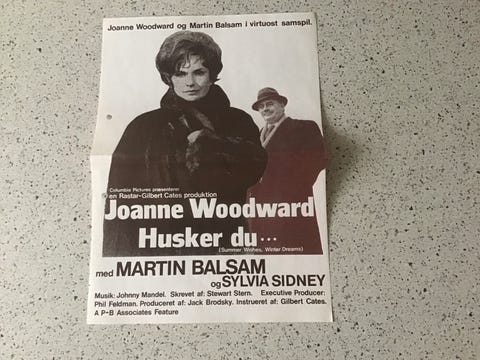 Joanne Woodward og Martin Balsam i virtuost samspil.
Columbia Pictures præsenterer
en Rastar-Gilbert Cates produktion
Joanne Woodward
Husker du...
(Summer Wishes, Winter Dreams)
med MARTIN BALSAM
og SYLVIA SIDNEY
Musik: Johnny Mandel. Skrevet af: Stewart Stern. Executive Producer:
Phil Feldman. Produceret af: Jack Brodsky. Instrueret af: Gilbert Cates.
A P-B Associates Feature